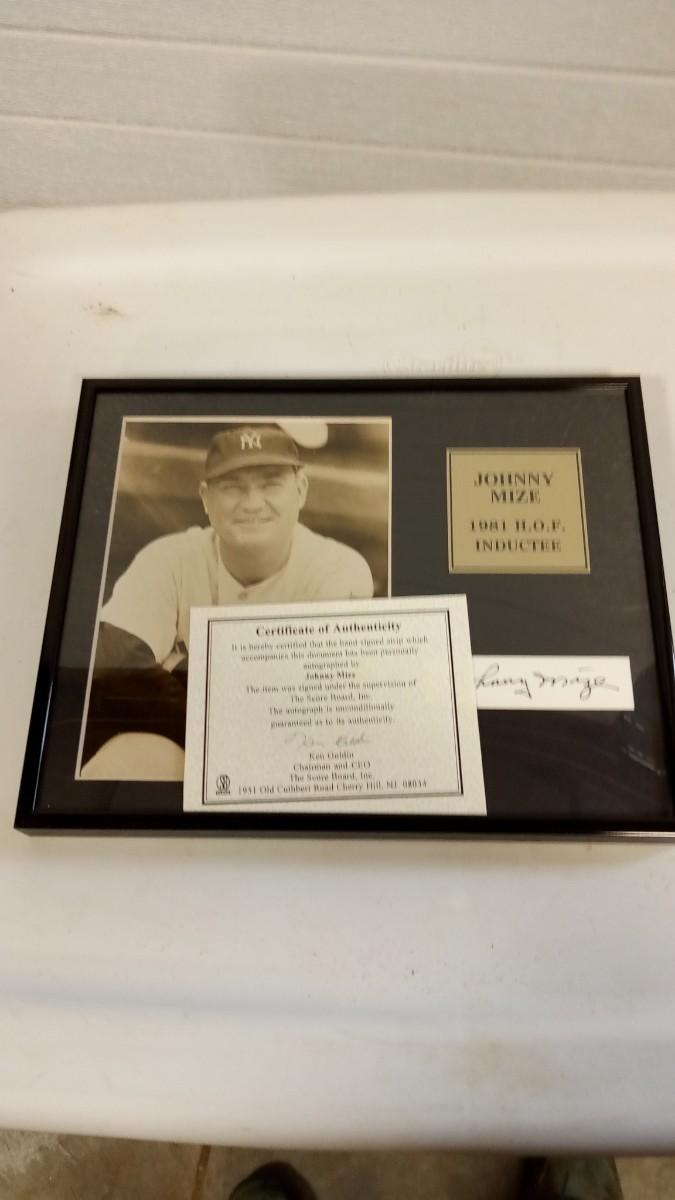 NY
JOHNNY
MIZE
1981 H.O.F.
INDUCTEE
Certificate of Authenticity
It is hereby certified that the hand signed strip which
accompanies this document has been personally
autographed by
Johnny Mize
The item was signed under the supervision of
The Score Board, Inc.
The autograph is unconditionally
guaranteed as to its authenticity.
Ken Goldin
Chairman and CEO
The Score Board, Inc.
1951 Old Cuthbert Road Cherry Hill, NJ 08034
hnny Mize